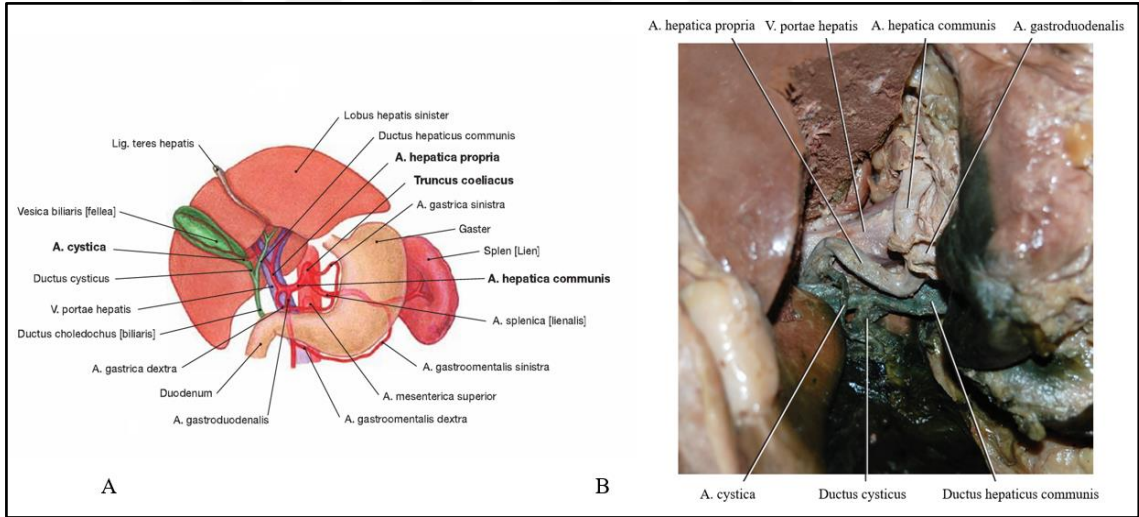 A. hepatica propria
V. portae hepatis
A. hepatica communis
A. gastroduodenalis
Lobus hepatis sinister
Ductus hepaticus communis
Lig. teres hepatis
A. hepatica propria
Truncus coeliacus
A. gastrica sinistra
Vesica biliaris [fellea]
Gaster
A. cystica
Splen [Lien]
Ductus cysticus
A. hepatica communis
V. portae hepatis
A. splenica [lienalis]
Ductus choledochus [biliaris]
A. gastrica dextra
A. gastroomentalis sinistra
Duodenum
A. mesenterica superior
A. gastroduodenalis
A. gastroomentalis dextra
A
B
A. cystica
Ductus cysticus
Ductus hepaticus communis